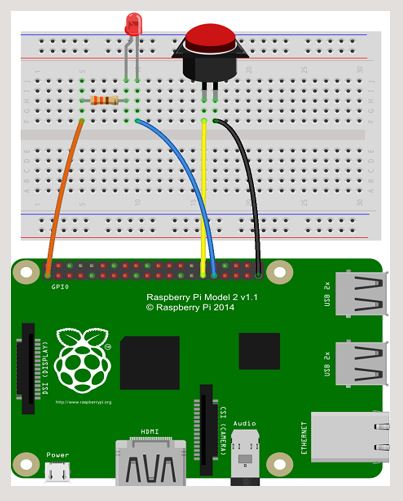 GPIO
Raspberry Pi Model 2 v1.1
© Raspberry Pi 2014
DSI (DISPLAY)
http://www.raspberrypi.org
TM
Power
HDMI
CSI (CAMERA)
Audio
ETHERNET
USB 2x
USB 2x